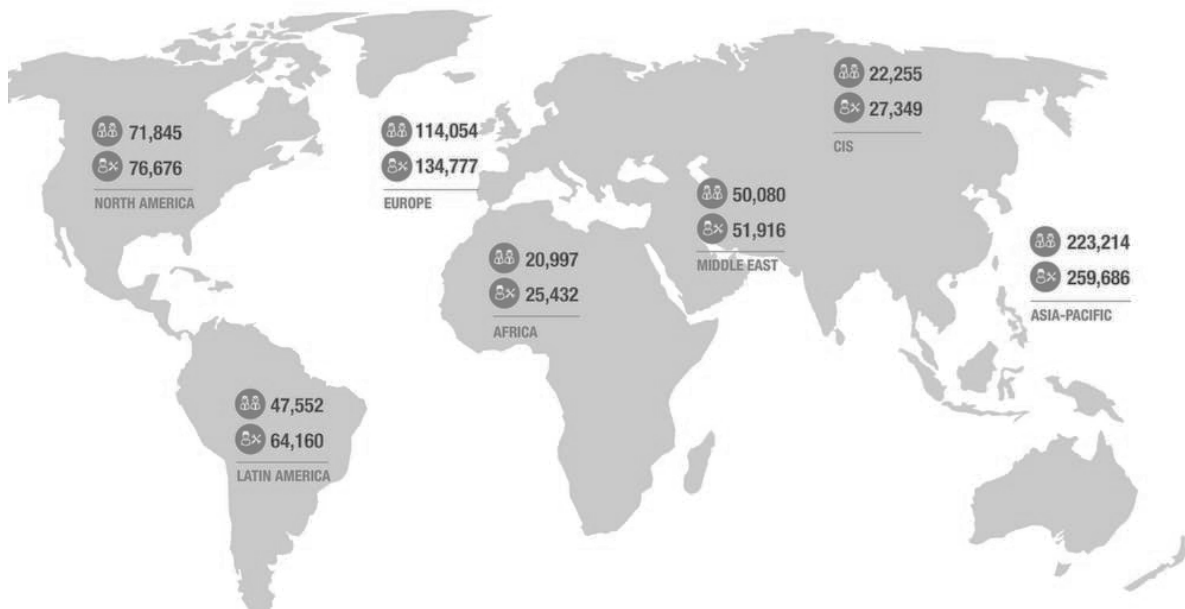 71,845
76,676
NORTH AMERICA
114,054
134,777
EUROPE
22,255
27,349
CIS
50,080
51,916
MIDDLE EAST
20,997
25,432
AFRICA
223,214
259,686
ASIA-PACIFIC
47,552
64,160
LATIN AMERICA